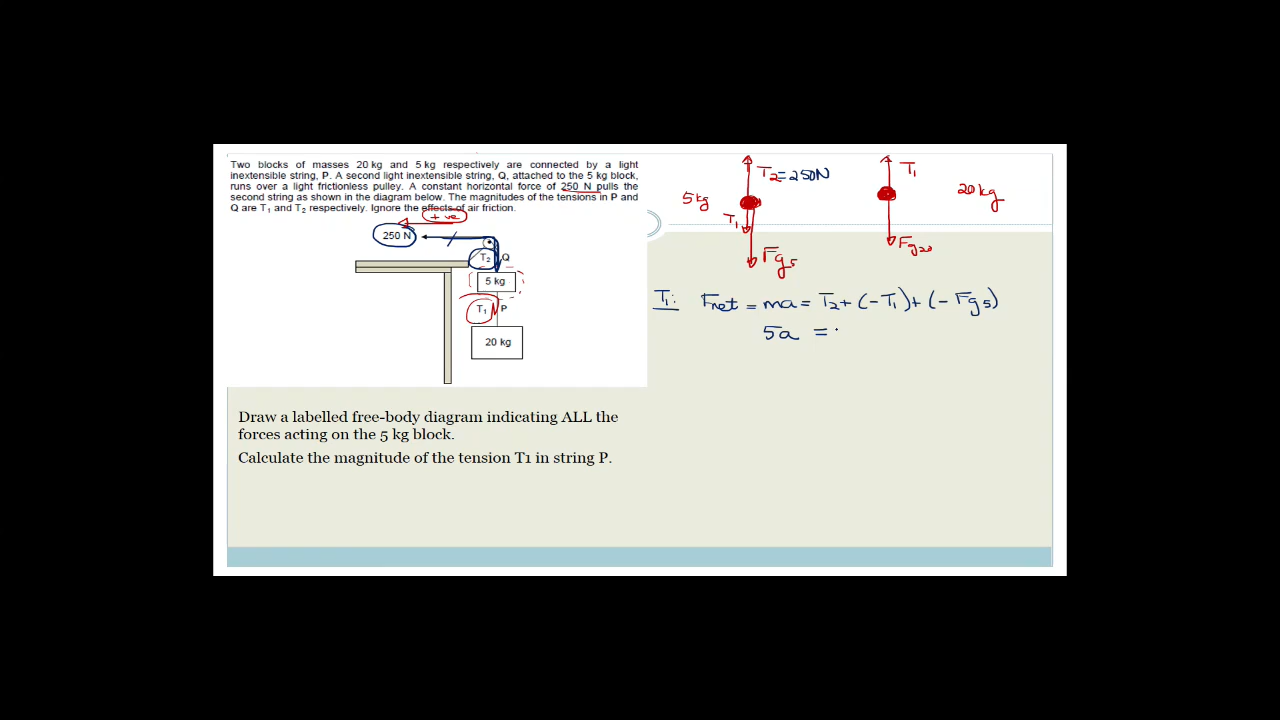 Two blocks of masses 20 kg and 5 kg respectively are connected by a light
inextensible string, P. A second light inextensible string, Q, attached to the 5 kg block,
runs over a light frictionless pulley. A constant horizontal force of 250 N pulls the
second string as shown in the diagram below. The magnitudes of the tensions in P and
Q are T1 and T2 respectively. Ignore the effects of air friction.
+ ve
250 N
T2 Q
5 kg
T1 P
20 kg
Draw a labelled free-body diagram indicating ALL the
forces acting on the 5 kg block.
Calculate the magnitude of the tension T1 in string P.
T2 = 250N
5kg
T1
Fg5
T1
20kg
Fg20
T1: Fnet = ma = T2 + (-T1) + (- Fg5)
5a =